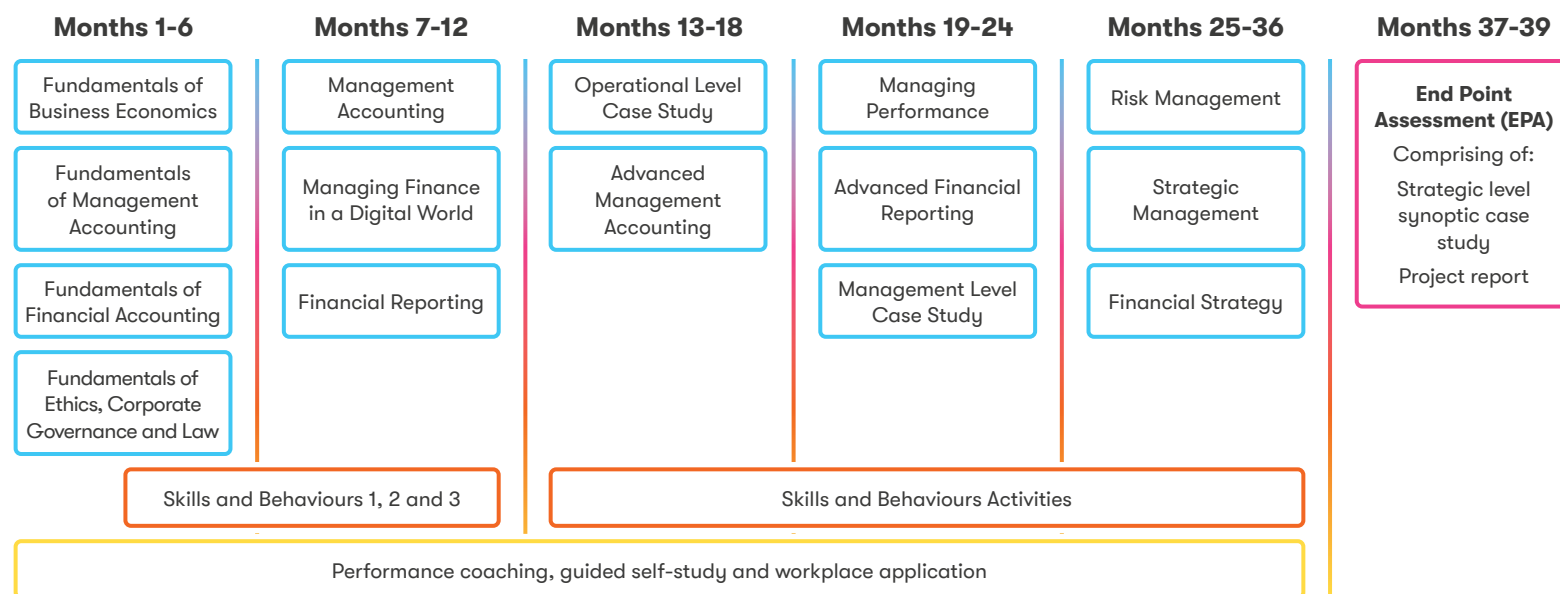 Months 1-6
Fundamentals of
Business Economics
Fundamentals
of Management
Accounting
Fundamentals of
Financial Accounting
Fundamentals of
Ethics, Corporate
Governance and Law
Months 7-12
Management
Accounting
Managing Finance
in a Digital World
Financial Reporting
Months 13-18
Operational Level
Case Study
Advanced
Management
Accounting
Months 19-24
Managing
Performance
Advanced Financial
Reporting
Management Level
Case Study
Months 25-36
Risk Management
Strategic
Management
Financial Strategy
Months 37-39
End Point
Assessment (EPA)
Comprising of:
Strategic level
synoptic case
study
Project report
Skills and Behaviours 1, 2 and 3
Skills and Behaviours Activities
Performance coaching, guided self-study and workplace application